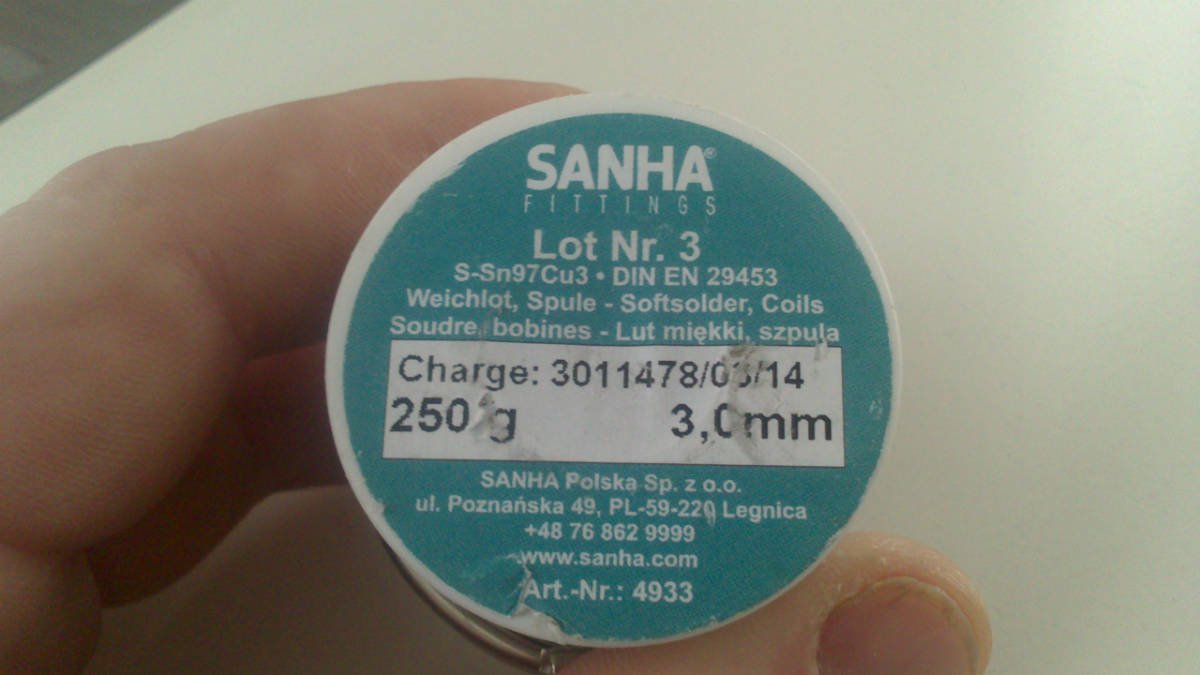 SANHA®
FITTINGS
Lot Nr. 3
S-Sn97Cu3 • DIN EN 29453
Weichlot, Spule - Softsolder, Coils
Soudre, bobines - Lut miękki, szpula
Charge: 3011478/03/14
250 g 3,0mm
SANHA Polska Sp. z o.o.
ul. Poznańska 49, PL-59-220 Legnica
+48 76 862 9999
www.sanha.com
Art.-Nr.: 4933